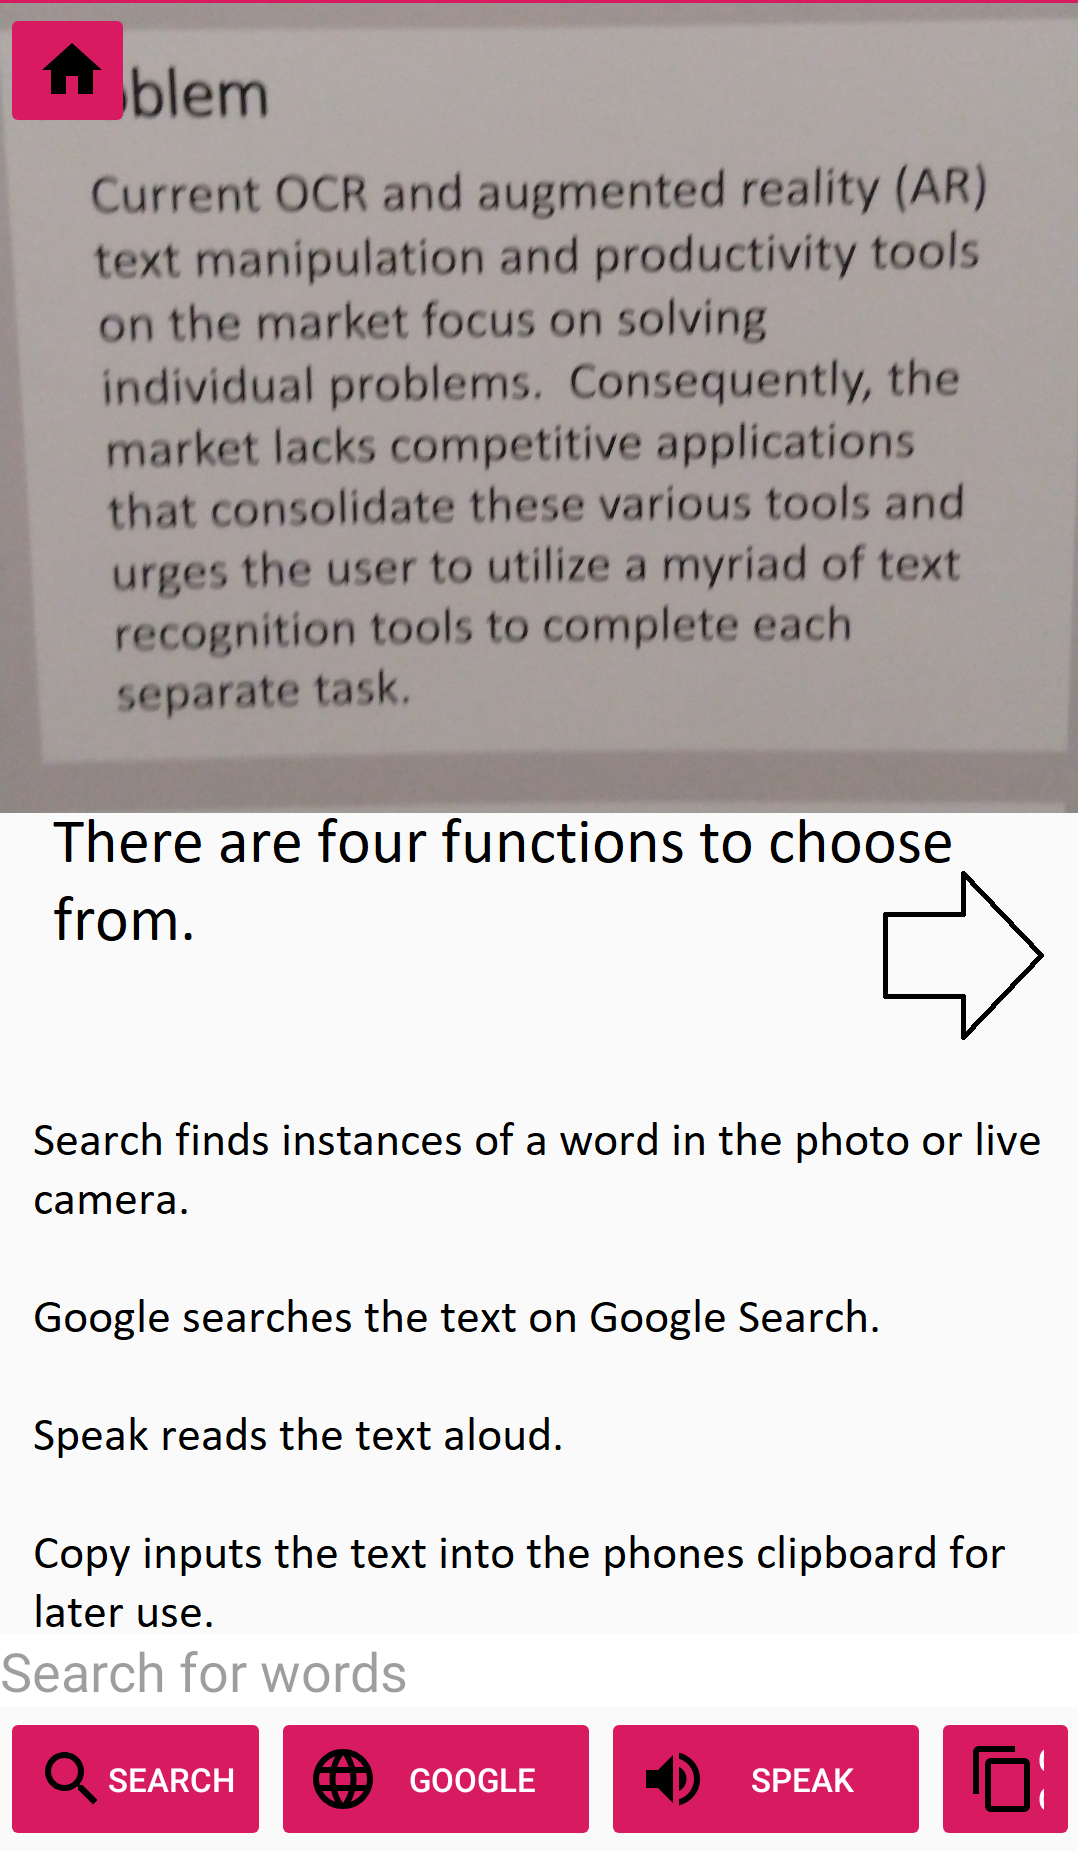 oblem
Current OCR and augmented reality (AR)
text manipulation and productivity tools
on the market focus on solving
individual problems.  Consequently, the
market lacks competitive applications
that consolidate these various tools and
urges the user to utilize a myriad of text
recognition tools to complete each
separate task.
There are four functions to choose
from.
Search finds instances of a word in the photo or live
camera.
Google searches the text on Google Search.
Speak reads the text aloud.
Copy inputs the text into the phones clipboard for
later use.
Search for words
SEARCH
GOOGLE
SPEAK